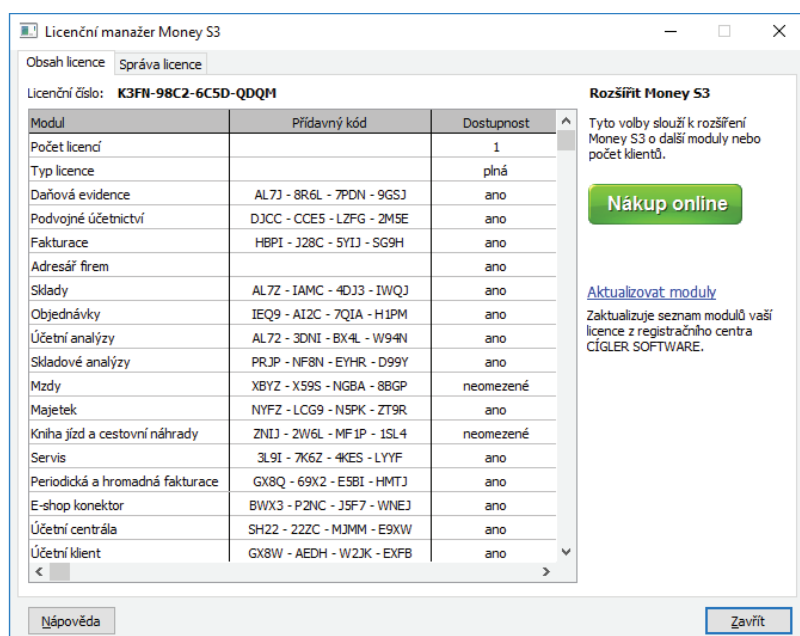 Licenční manažer Money S3
Obsah licence Správa licence
Licenční číslo: K3FN-98C2-6C5D-QDQM
Modul Přídavný kód Dostupnost
Počet licencí 1
Typ licence plná
Daňová evidence AL7J - 8R6L - 7PDN - 9GSJ ano
Podvojné účetnictví DJCC - CCE5 - LZFG - 2M5E ano
Fakturace HBPI - J28C - 5YIJ - SG9H ano
Adresář firem ano
Sklady AL7Z - IAMC - 4DJ3 - IWQJ ano
Objednávky IEQ9 - AI2C - 7QIA - H1PM ano
Účetní analýzy AL72 - 3DNI - BX4L - W94N ano
Skladové analýzy PRJP - NF8N - EYHR - D99Y ano
Mzdy XBYZ - X59S - NGBA - 8BGP neomezené
Majetek NYFZ - LCG9 - N5PK - ZT9R ano
Kniha jízd a cestovní náhrady ZNIJ - 2W6L - MF1P - 1SL4 neomezené
Servis 3L9I - 7K6Z - 4KES - LYYF ano
Periodická a hromadná fakturace GX8Q - 69X2 - E5BI - HMTJ ano
E-shop konektor BWX3 - P2NC - J5F7 - WNEJ ano
Účetní centrála SH22 - 22ZC - MJMM - E9XW ano
Účetní klient GX8W - AEDH - W2JK - EXFB ano
Rozšířit Money S3
Tyto volby slouží k rozšíření
Money S3 o další moduly nebo
počet klientů.
Nákup online
Aktualizovat moduly
Zaktualizuje seznam modulů vaší
licence z registračního centra
CÍGLER SOFTWARE.
Nápověda Zavřít